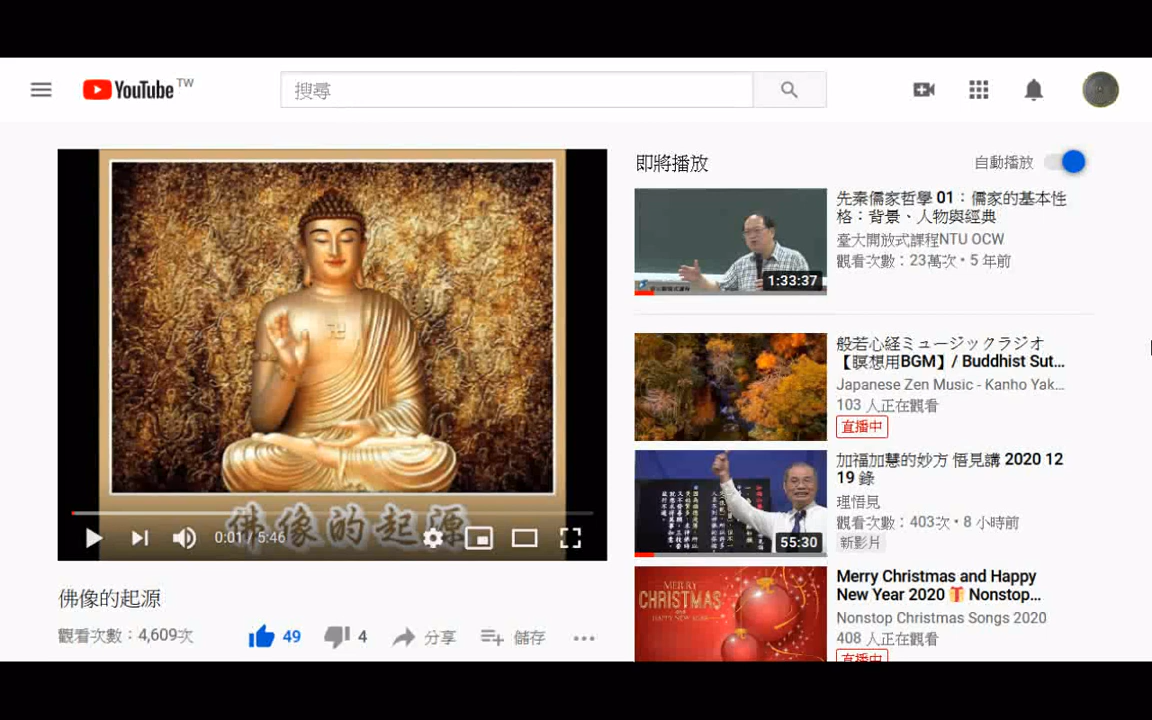 YouTube TW
搜尋
佛像的起源
0:01 / 5:46
佛像的起源
觀看次數：4,609次
49
4
分享
儲存
即將播放
自動播放
1:33:37
先秦儒家哲學 01：儒家的基本性
格：背景、人物與經典
臺大開放式課程NTU OCW
觀看次數：23萬次 • 5 年前
般若心経ミュージックラジオ
【瞑想用BGM】/ Buddhist Sut...
Japanese Zen Music - Kanho Yak...
103 人正在觀看
直播中
55:30
加福加慧的妙方 悟見講 2020 12
19 錄
理悟見
觀看次數：403次 • 8 小時前
新影片
MERRY
CHRISTMAS
AND HAPPY
NEW YEAR
Merry Christmas and Happy
New Year 2020 🎁 Nonstop...
Nonstop Christmas Songs 2020
408 人正在觀看
直播中